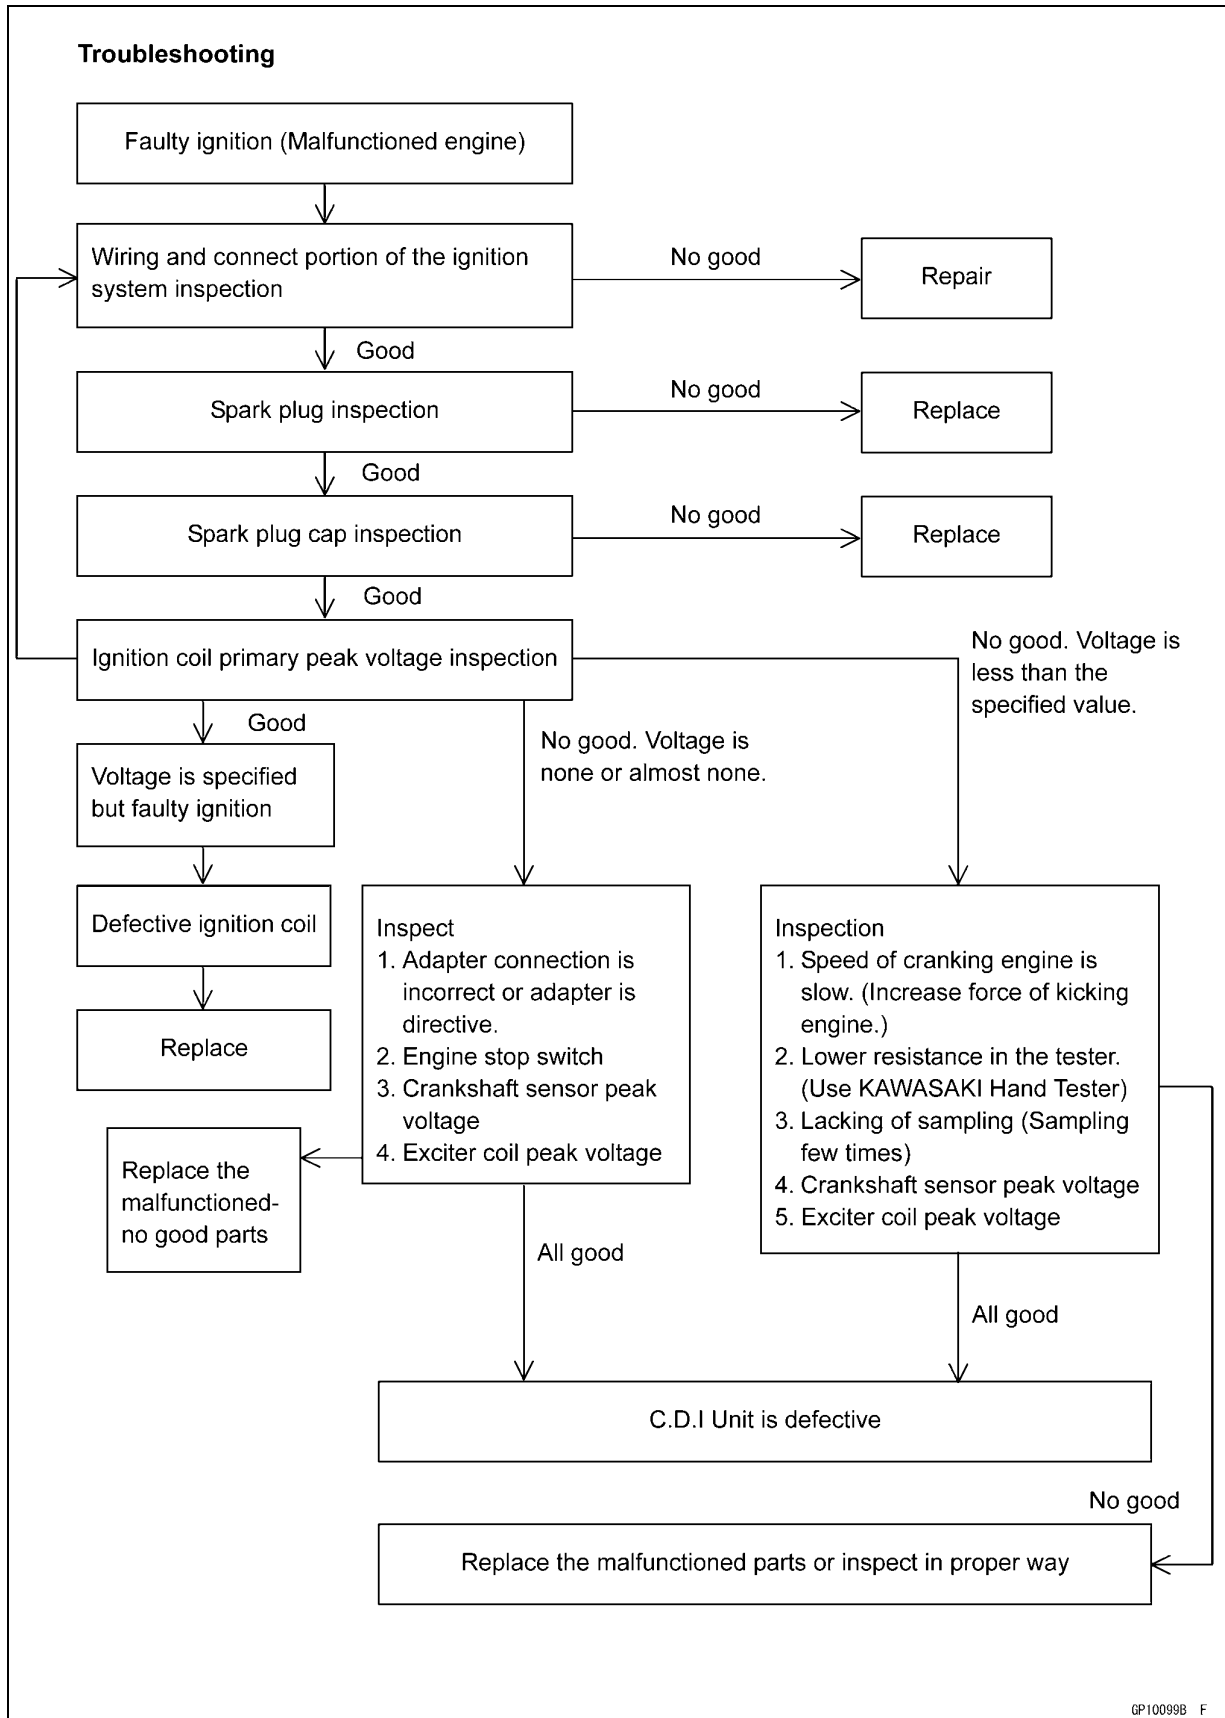 Troubleshooting
Faulty ignition (Malfunctioned engine)
Wiring and connect portion of the ignition
system inspection
No good
Repair
Good
Spark plug inspection
No good
Replace
Good
Spark plug cap inspection
No good
Replace
Good
Ignition coil primary peak voltage inspection
No good. Voltage is
less than the
specified value.
Good
No good. Voltage is
none or almost none.
Voltage is specified
but faulty ignition
Defective ignition coil
Replace
Inspect
1. Adapter connection is
incorrect or adapter is
directive.
2. Engine stop switch
3. Crankshaft sensor peak
voltage
4. Exciter coil peak voltage
Inspection
1. Speed of cranking engine is
slow. (Increase force of kicking
engine.)
2. Lower resistance in the tester.
(Use KAWASAKI Hand Tester)
3. Lacking of sampling (Sampling
few times)
4. Crankshaft sensor peak voltage
5. Exciter coil peak voltage
Replace the
malfunctioned-
no good parts
All good
All good
C.D.I Unit is defective
No good
Replace the malfunctioned parts or inspect in proper way
GP10099B F